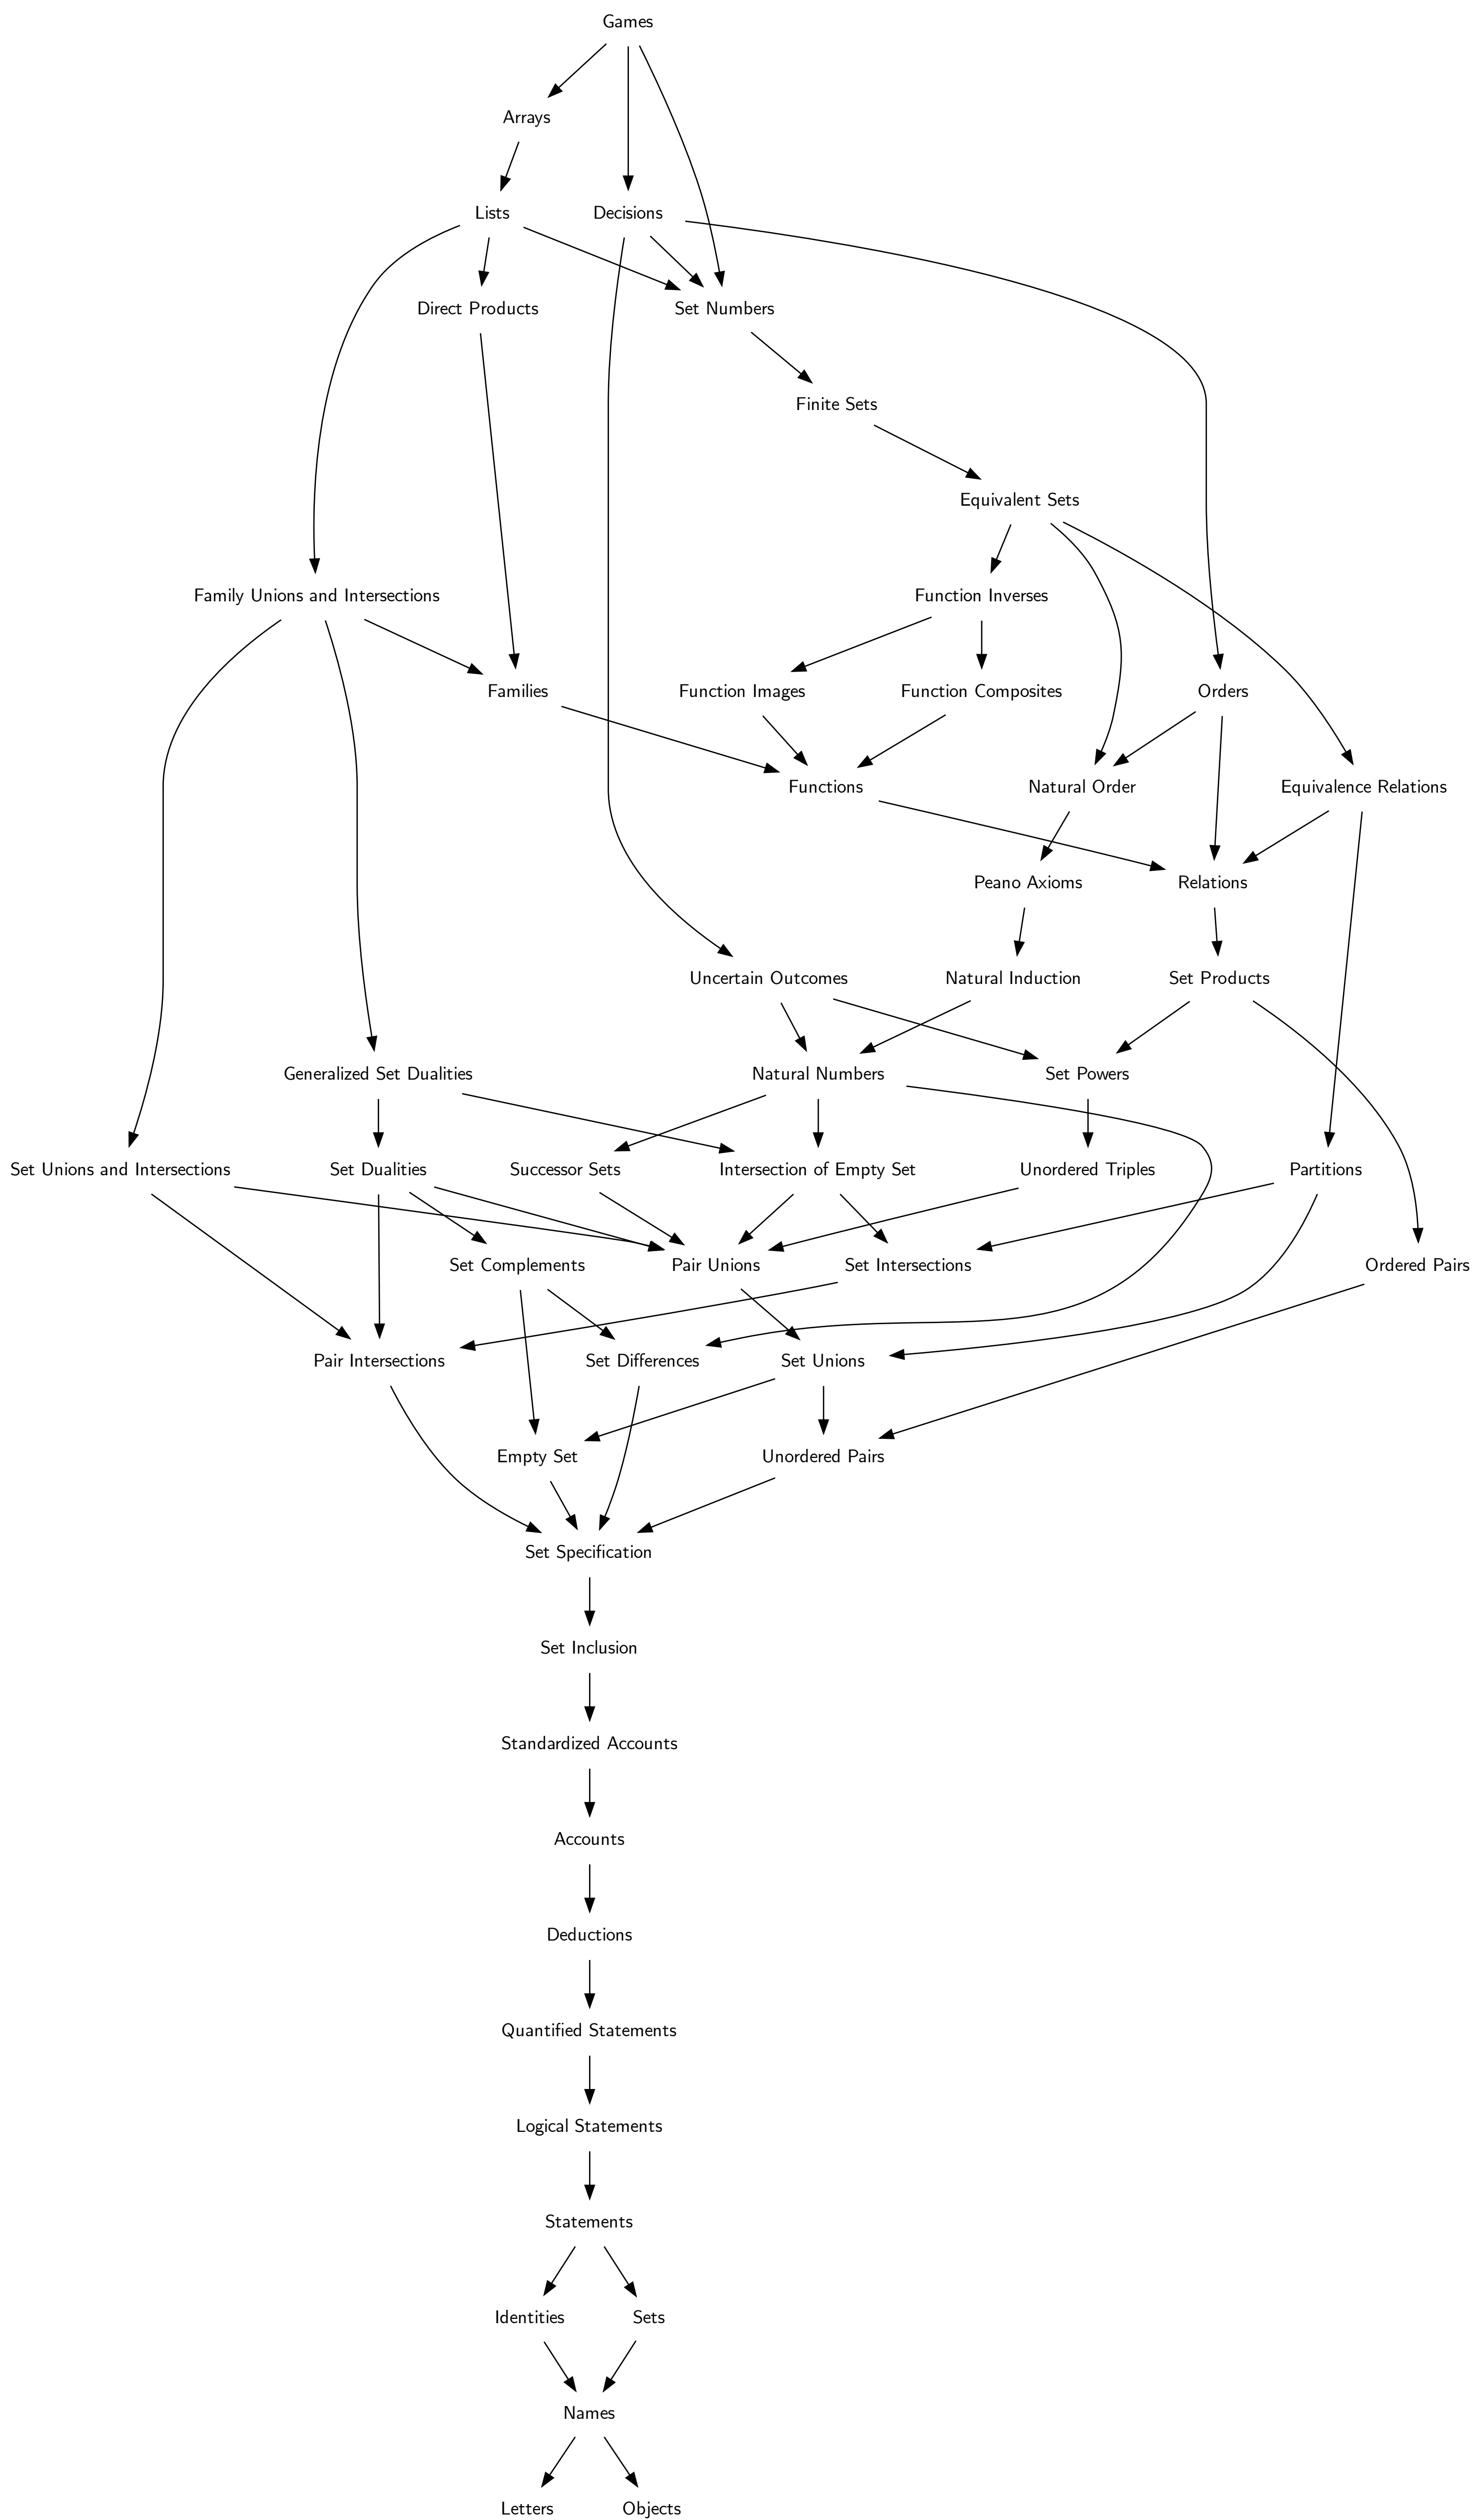 Games
Arrays
Lists
Decisions
Direct Products
Set Numbers
Finite Sets
Equivalent Sets
Family Unions and Intersections
Function Inverses
Families
Function Images
Function Composites
Orders
Functions
Natural Order
Equivalence Relations
Peano Axioms
Relations
Uncertain Outcomes
Natural Induction
Set Products
Generalized Set Dualities
Natural Numbers
Set Powers
Set Unions and Intersections
Set Dualities
Successor Sets
Intersection of Empty Set
Unordered Triples
Partitions
Set Complements
Pair Unions
Set Intersections
Ordered Pairs
Pair Intersections
Set Differences
Set Unions
Empty Set
Unordered Pairs
Set Specification
Set Inclusion
Standardized Accounts
Accounts
Deductions
Quantified Statements
Logical Statements
Statements
Identities
Sets
Names
Letters
Objects